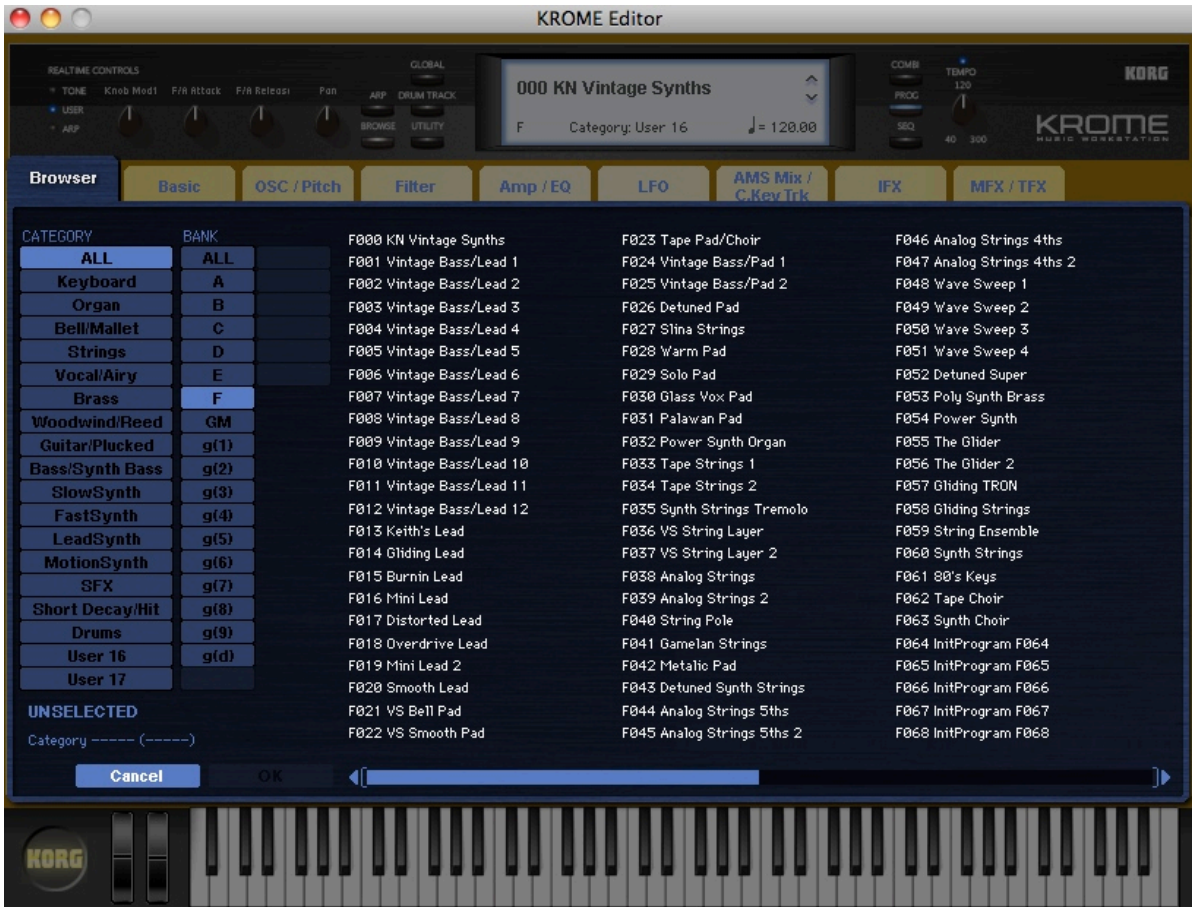 KROME Editor
REALTIME CONTROLS
TONE
USER
ARP
Knob Mod1
F/A Attack
F/A Releas
Pan
GLOBAL
ARP
DRUM TRACK
BROWSE
UTILITY
000 KN Vintage Synths
F
Category: User 16
♩= 120.00
COMBI
PROG
SEQ
TEMPO
120
40
300
KORG
KROME
MUSIC WORKSTATION
Browser
Basic
OSC / Pitch
Filter
Amp / EQ
LFO
AMS Mix /
C.Key Trk
IFX
MFX / TFX
CATEGORY
ALL
Keyboard
Organ
Bell/Mallet
Strings
Vocal/Airy
Brass
Woodwind/Reed
Guitar/Plucked
Bass/Synth Bass
SlowSynth
FastSynth
LeadSynth
MotionSynth
SFX
Short Decay/Hit
Drums
User 16
User 17
BANK
ALL
A
B
C
D
E
F
GM
g(1)
g(2)
g(3)
g(4)
g(5)
g(6)
g(7)
g(8)
g(9)
g(d)
F000 KN Vintage Synths
F001 Vintage Bass/Lead 1
F002 Vintage Bass/Lead 2
F003 Vintage Bass/Lead 3
F004 Vintage Bass/Lead 4
F005 Vintage Bass/Lead 5
F006 Vintage Bass/Lead 6
F007 Vintage Bass/Lead 7
F008 Vintage Bass/Lead 8
F009 Vintage Bass/Lead 9
F010 Vintage Bass/Lead 10
F011 Vintage Bass/Lead 11
F012 Vintage Bass/Lead 12
F013 Keith's Lead
F014 Gliding Lead
F015 Burnin Lead
F016 Mini Lead
F017 Distorted Lead
F018 Overdrive Lead
F019 Mini Lead 2
F020 Smooth Lead
F021 VS Bell Pad
F022 VS Smooth Pad
F023 Tape Pad/Choir
F024 Vintage Bass/Pad 1
F025 Vintage Bass/Pad 2
F026 Detuned Pad
F027 Slina Strings
F028 Warm Pad
F029 Solo Pad
F030 Glass Vox Pad
F031 Palawan Pad
F032 Power Synth Organ
F033 Tape Strings 1
F034 Tape Strings 2
F035 Synth Strings Tremolo
F036 VS String Layer
F037 VS String Layer 2
F038 Analog Strings
F039 Analog Strings 2
F040 String Pole
F041 Gamelan Strings
F042 Metalic Pad
F043 Detuned Synth Strings
F044 Analog Strings 5ths
F045 Analog Strings 5ths 2
F046 Analog Strings 4ths
F047 Analog Strings 4ths 2
F048 Wave Sweep 1
F049 Wave Sweep 2
F050 Wave Sweep 3
F051 Wave Sweep 4
F052 Detuned Super
F053 Poly Synth Brass
F054 Power Synth
F055 The Glider
F056 The Glider 2
F057 Gliding TRON
F058 Gliding Strings
F059 String Ensemble
F060 Synth Strings
F061 80's Keys
F062 Tape Choir
F063 Synth Choir
F064 InitProgram F064
F065 InitProgram F065
F066 InitProgram F066
F067 InitProgram F067
F068 InitProgram F068
UNSELECTED
Category ----- (-----)
Cancel
OK
KORG